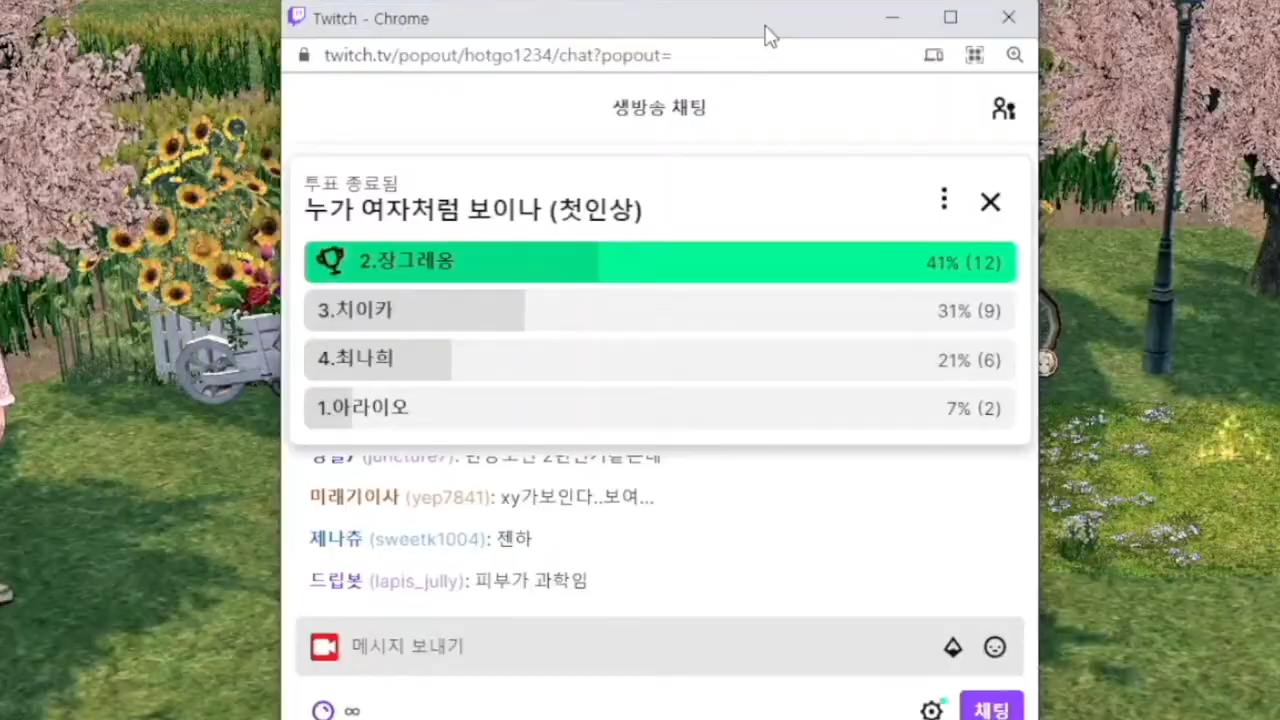 Twitch - Chrome
twitch.tv/popout/hotgo1234/chat?popout=
생방송 채팅
투표 종료됨
누가 여자처럼 보이나 (첫인상)
2.장그레옹 41% (12)
3.치이카 31% (9)
4.최나희 21% (6)
1.아라이오 7% (2)
미래기이사 (yep7841): xy가보인다..보여...
제나쥬 (sweetk1004): 젠하
드립봇 (lapis_jully): 피부가 과학임
메시지 보내기
채팅